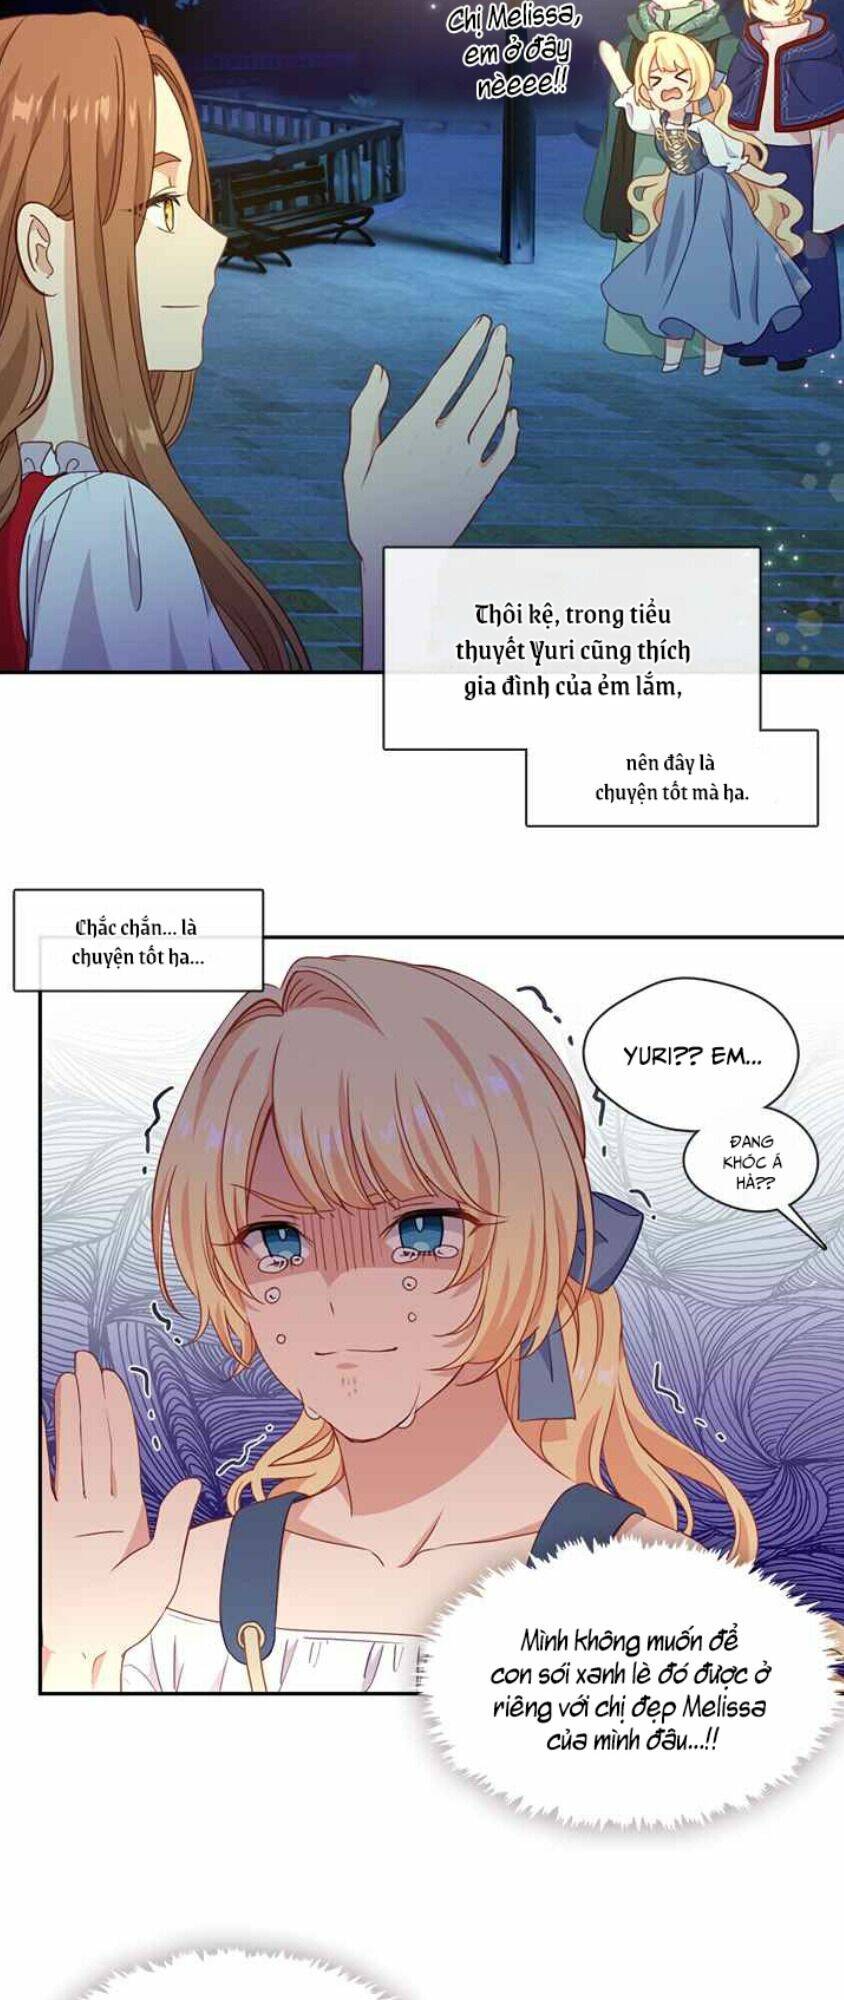 Chị Melissa,
em ở đây
nèeee!!
Thôi kệ, trong tiểu
thuyết Yuri cũng thích
gia đình của ẻm lắm,
nên đây là
chuyện tốt mà ha.
Chắc chắn... là
chuyện tốt ha...
YURI?? EM...
ĐANG
KHÓC Á
HẢ??
Mình không muốn để
con sói xanh lè đó được ở
riêng với chị đẹp Melissa
của mình đâu...!!